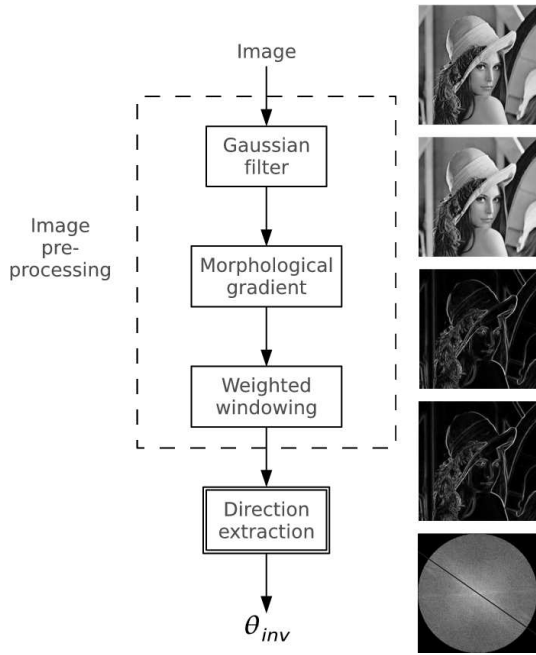 Image
Gaussian
filter
Image
pre-
processing
Morphological
gradient
Weighted
windowing
Direction
extraction
θinv